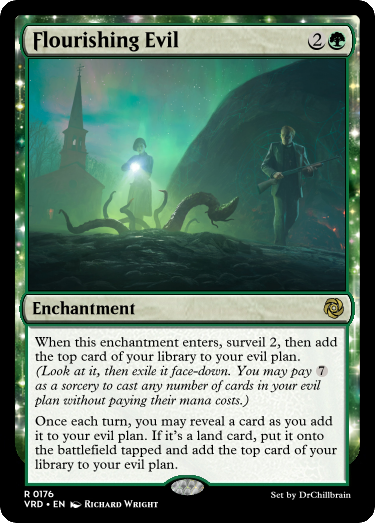 Flourishing Evil 2
Enchantment
When this enchantment enters, surveil 2, then add
the top card of your library to your evil plan.
(Look at it, then exile it face-down. You may pay 7
as a sorcery to cast any number of cards in your evil
plan without paying their mana costs.)
Once each turn, you may reveal a card as you
add it to your evil plan. If it's a land card, put it onto
the battlefield tapped and add the top card of your
library to your evil plan.
R 0176
VRD • EN Richard Wright
Set by DrChillbrain